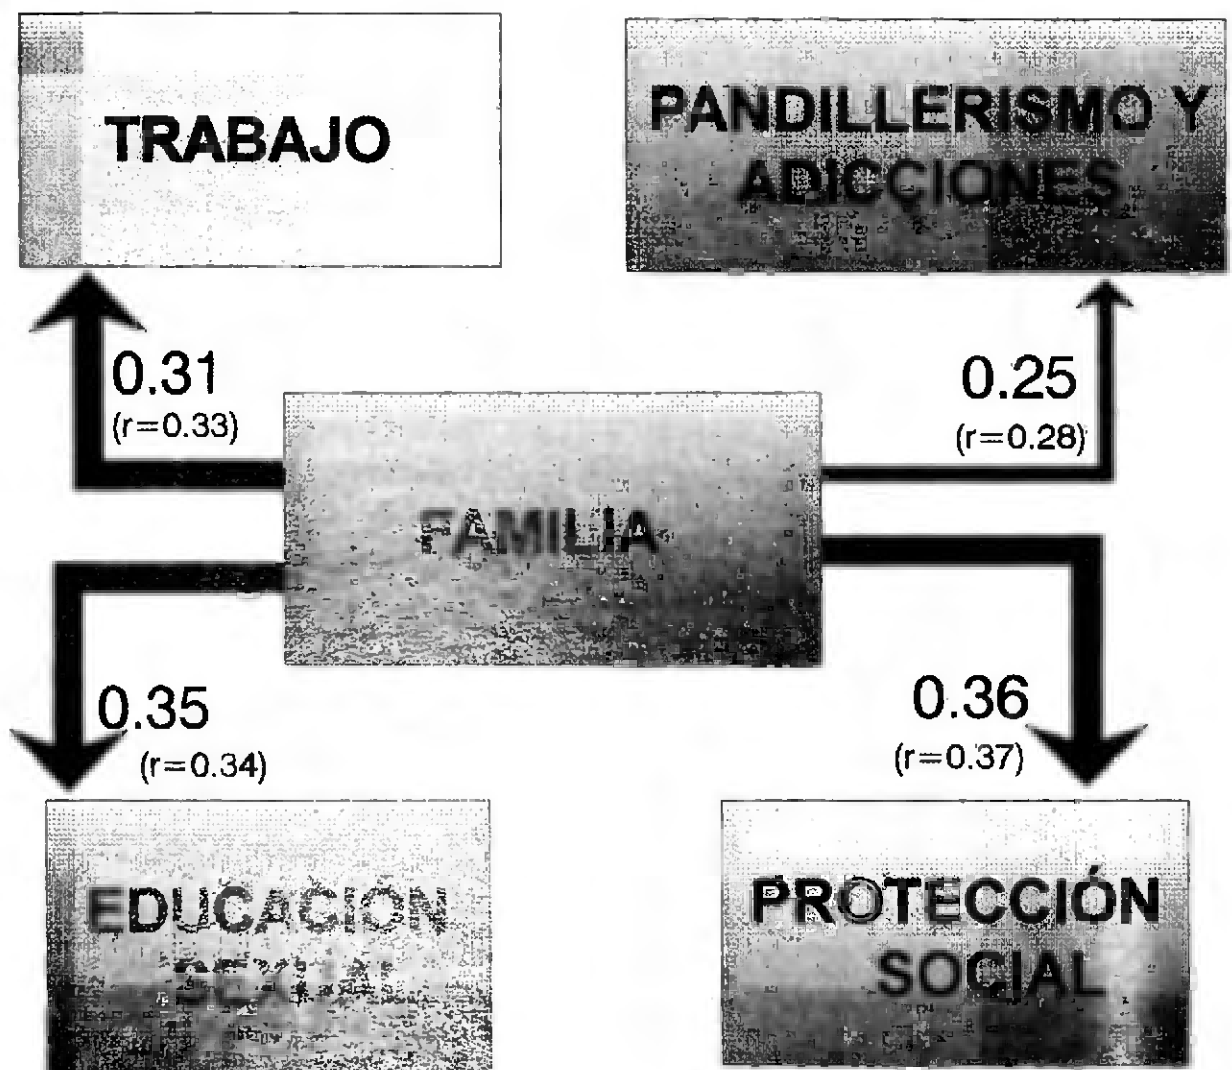 TRABAJO
PANDILLERISMO Y
ADICCIONES
0.31
(r=0.33)
0.25
(r=0.28)
FAMILIA
0.35
(r=0.34)
0.36
(r=0.37)
EDUCACION
PROTECCIÓN
SOCIAL